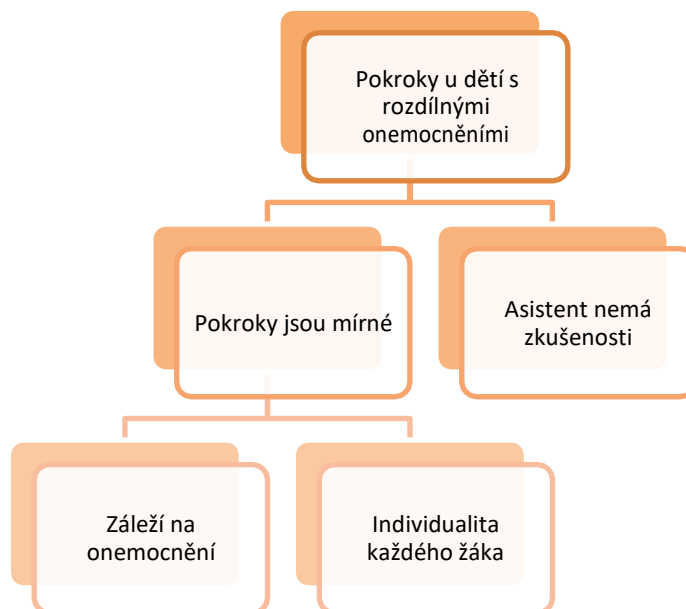 Pokroky u dětí s
rozdílnými
onemocněními
Pokroky jsou mírné
Asistent nemá
zkušenosti
Záleží na
onemocnění
Individualita
každého žáka